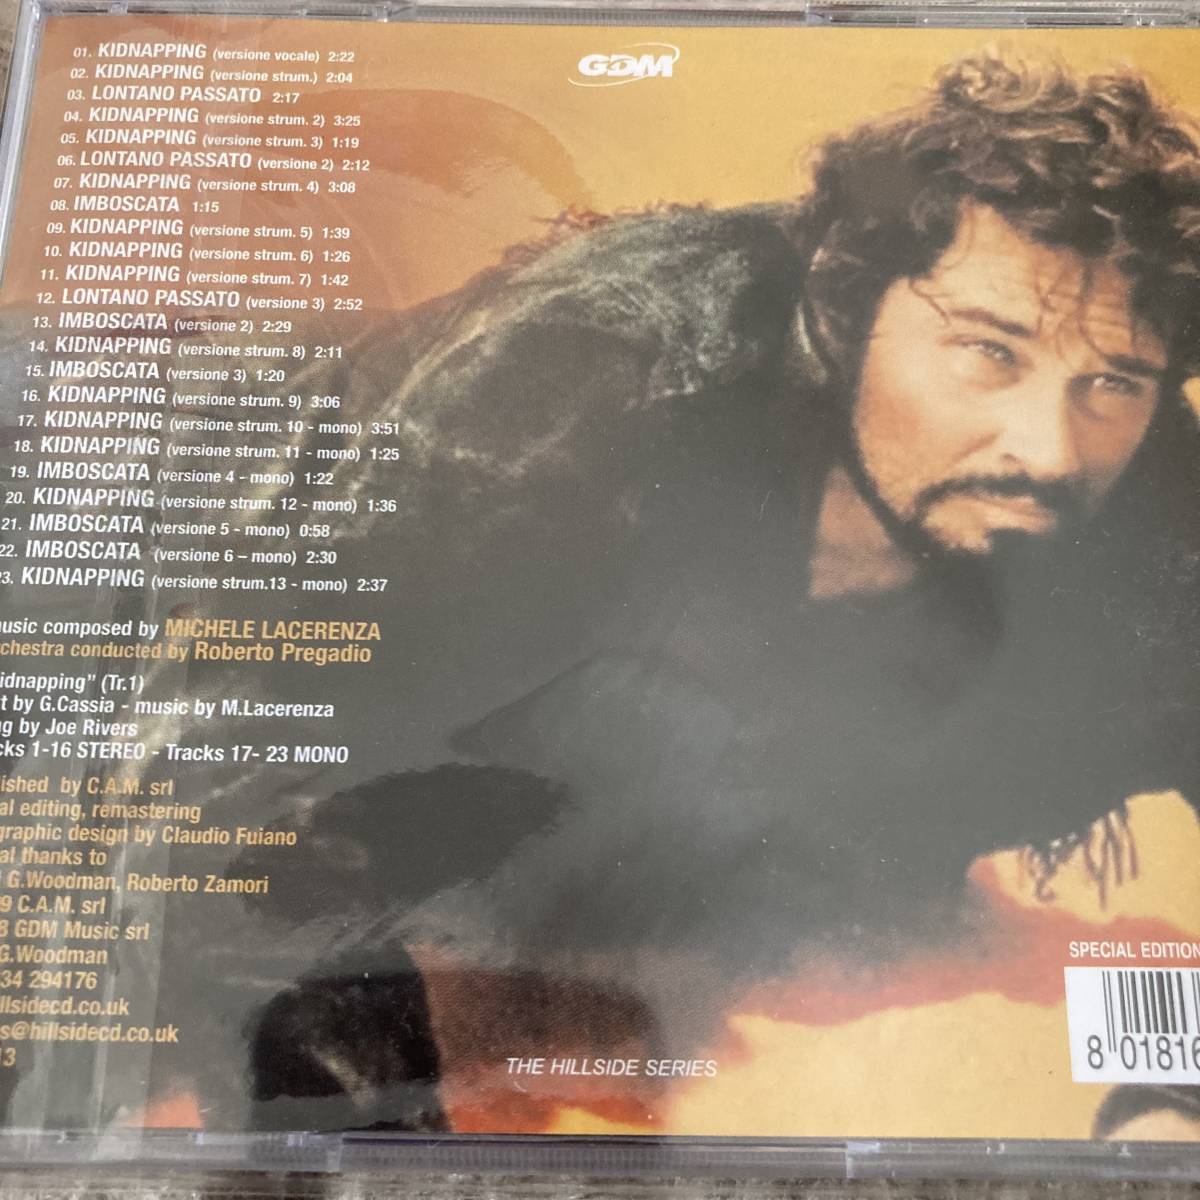 01. KIDNAPPING (versione vocale) 2:22
02. KIDNAPPING (versione strum.) 2:04
03. LONTANO PASSATO 2:17
04. KIDNAPPING (versione strum. 2) 3:25
05. KIDNAPPING (versione strum. 3) 1:19
06. LONTANO PASSATO (versione 2) 2:12
07. KIDNAPPING (versione strum. 4) 3:08
08. IMBOSCATA 1:15
09. KIDNAPPING (versione strum. 5) 1:39
10. KIDNAPPING (versione strum. 6) 1:26
11. KIDNAPPING (versione strum. 7) 1:42
12. LONTANO PASSATO (versione 3) 2:52
13. IMBOSCATA (versione 2) 2:29
14. KIDNAPPING (versione strum. 8) 2:11
15. IMBOSCATA (versione 3) 1:20
16. KIDNAPPING (versione strum. 9) 3:06
17. KIDNAPPING (versione strum. 10 - mono) 3:51
18. KIDNAPPING (versione strum. 11 - mono) 1:25
19. IMBOSCATA (versione 4 - mono) 1:22
20. KIDNAPPING (versione strum. 12 - mono) 1:36
21. IMBOSCATA (versione 5 - mono) 0:58
22. IMBOSCATA (versione 6 – mono) 2:30
3. KIDNAPPING (versione strum.13 - mono) 2:37
usic composed by MICHELE LACERENZA
chestra conducted by Roberto Pregadio
idnapping" (Tr.1)
t by G.Cassia - music by M.Lacerenza
g by Joe Rivers
cks 1-16 STEREO - Tracks 17- 23 MONO
ished by C.A.M. srl
al editing, remastering
graphic design by Claudio Fuiano
al thanks to
G.Woodman, Roberto Zamori
9 C.A.M. srl
8 GDM Music srl
G.Woodman
34 294176
llsidecd.co.uk
s@hillsidecd.co.uk
13
GDM
THE HILLSIDE SERIES
SPECIAL EDITION
8 01816